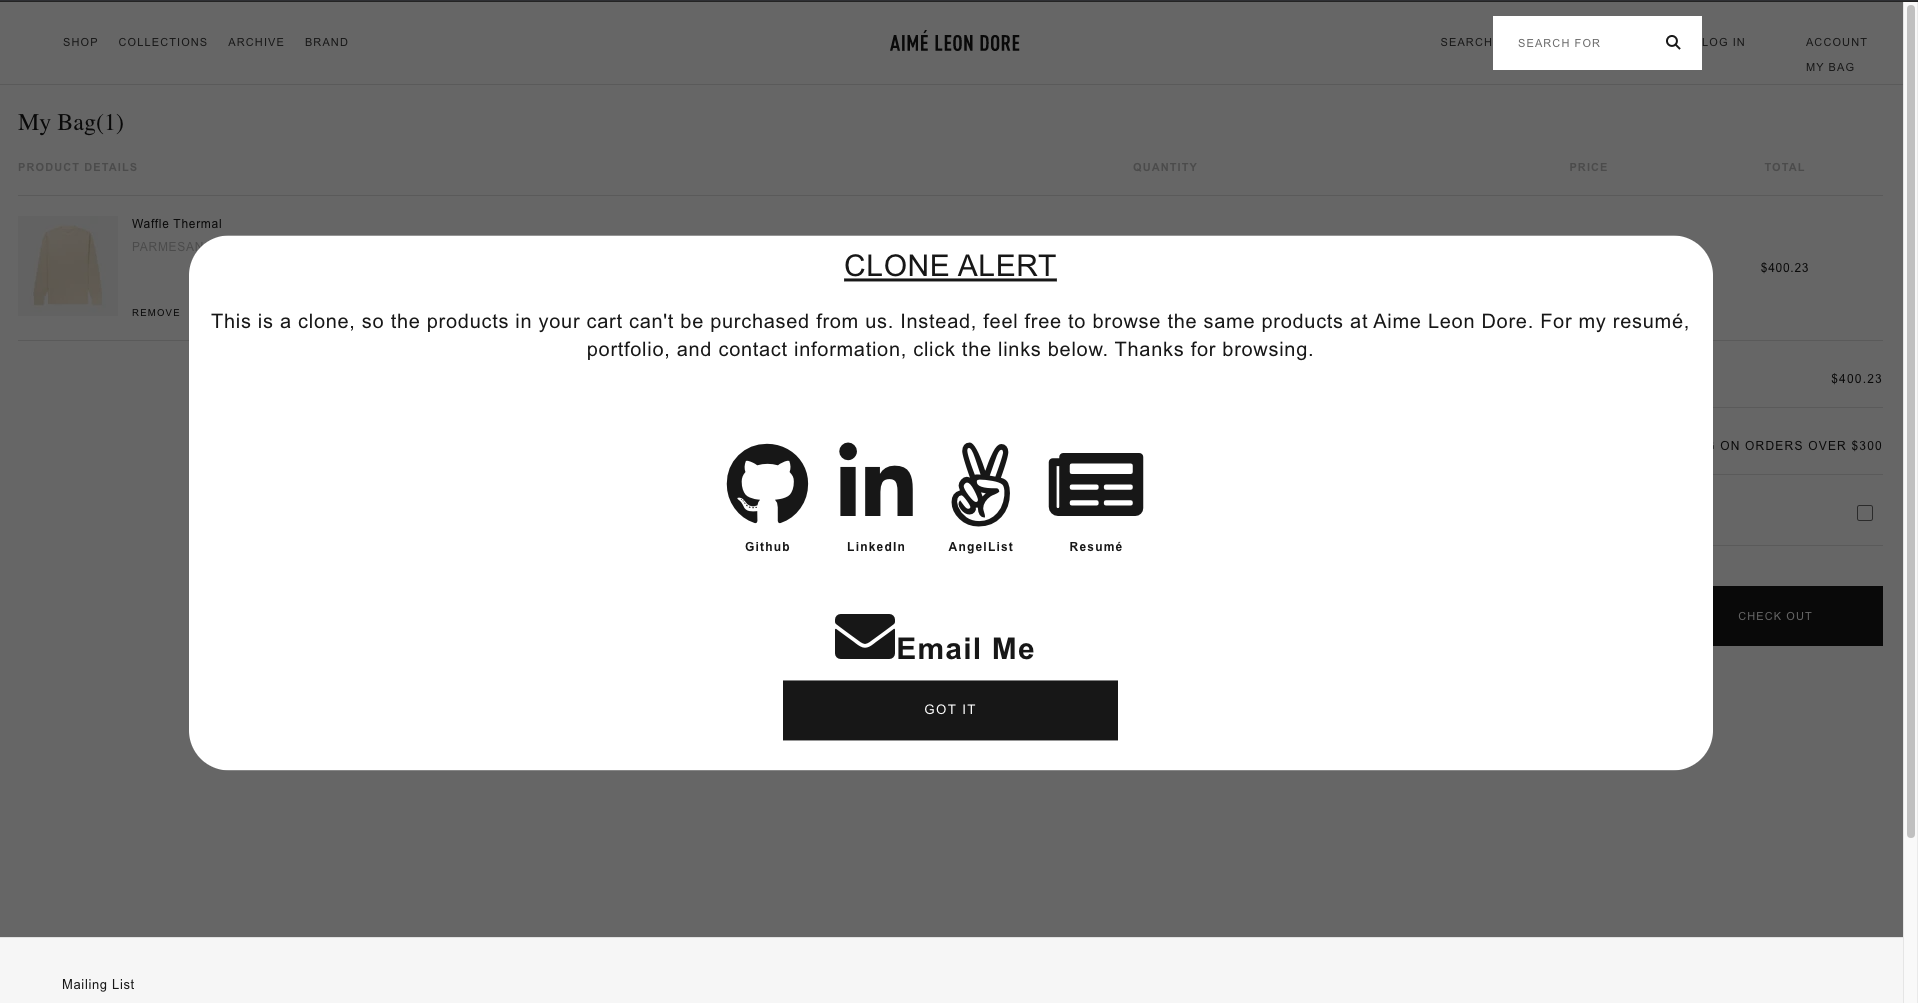 SHOP COLLECTIONS ARCHIVE BRAND
AIMÉ LEON DORE
SEARCH
SEARCH FOR
LOG IN
ACCOUNT
MY BAG
My Bag(1)
PRODUCT DETAILS QUANTITY PRICE TOTAL
Waffle Thermal
PARMESAN
REMOVE
$400.23
CLONE ALERT
This is a clone, so the products in your cart can't be purchased from us. Instead, feel free to browse the same products at Aime Leon Dore. For my resumé,
portfolio, and contact information, click the links below. Thanks for browsing.
$400.23
ON ORDERS OVER $300
Github LinkedIn AngelList Resumé
Email Me
CHECK OUT
GOT IT
Mailing List